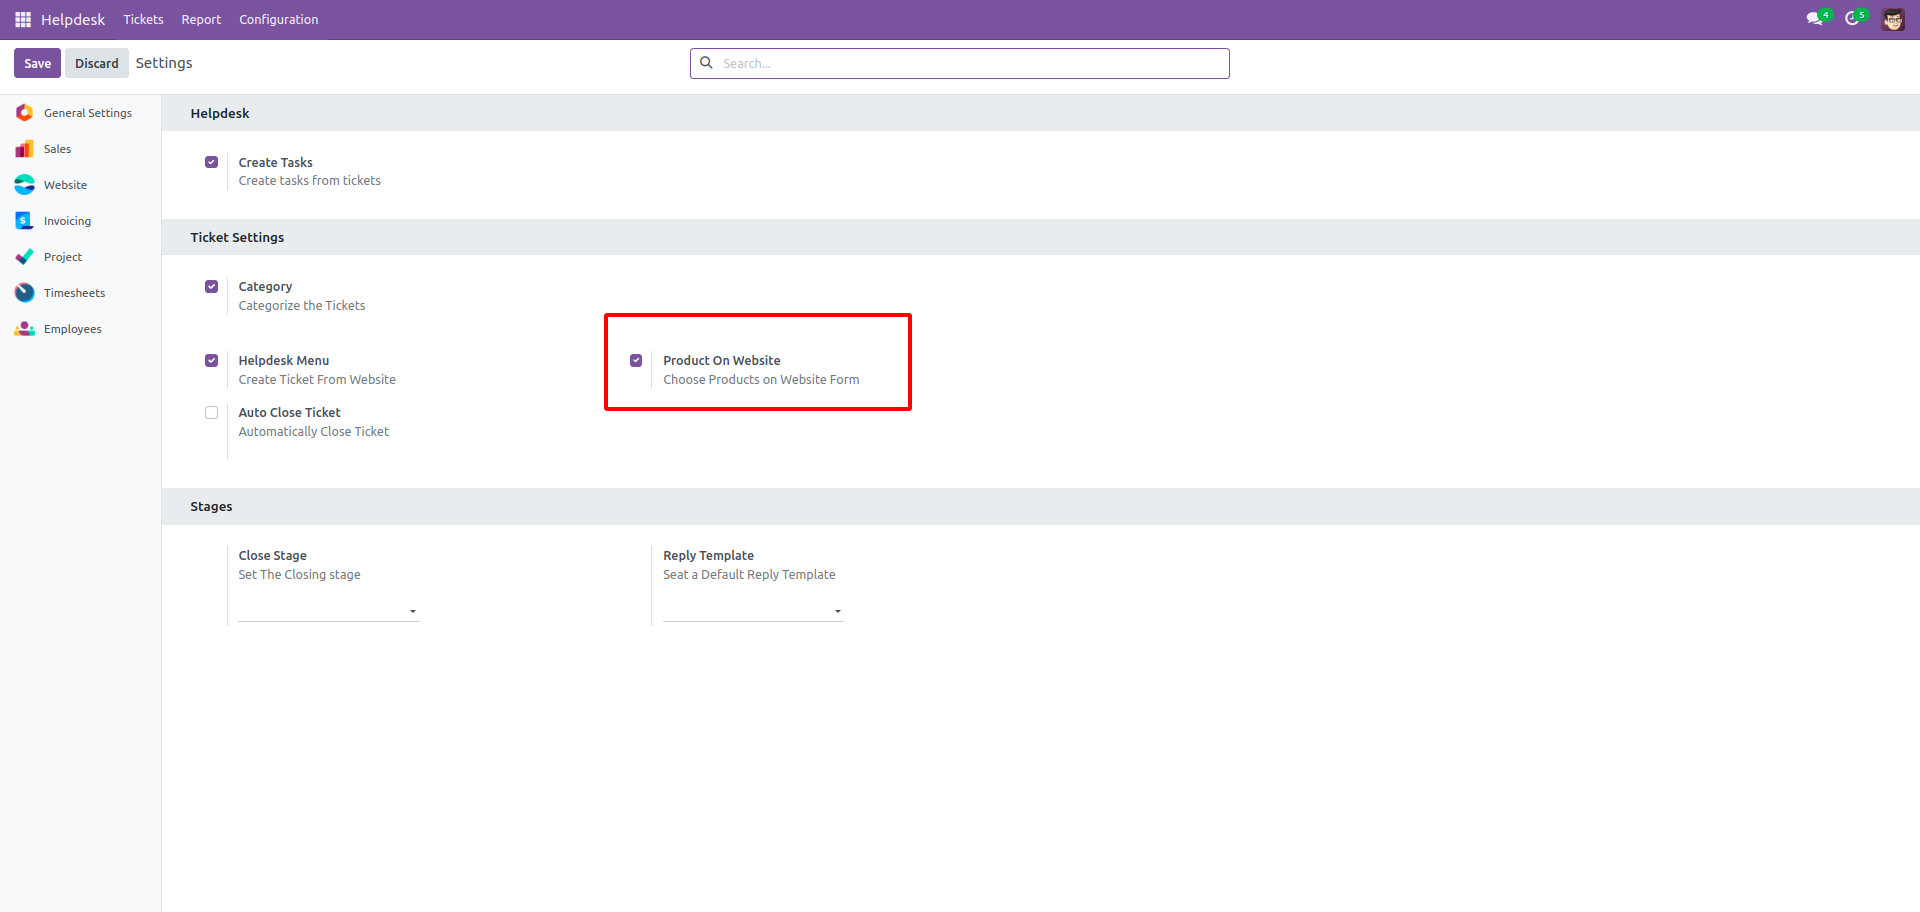 Helpdesk Tickets Report Configuration 4 5
Save Discard Settings Search...
General Settings
Sales
Website
Invoicing
Project
Timesheets
Employees
Helpdesk
Create Tasks
Create tasks from tickets
Ticket Settings
Category
Categorize the Tickets
Helpdesk Menu
Create Ticket From Website
Product On Website
Choose Products on Website Form
Auto Close Ticket
Automatically Close Ticket
Stages
Close Stage
Set The Closing stage
Reply Template
Seat a Default Reply Template